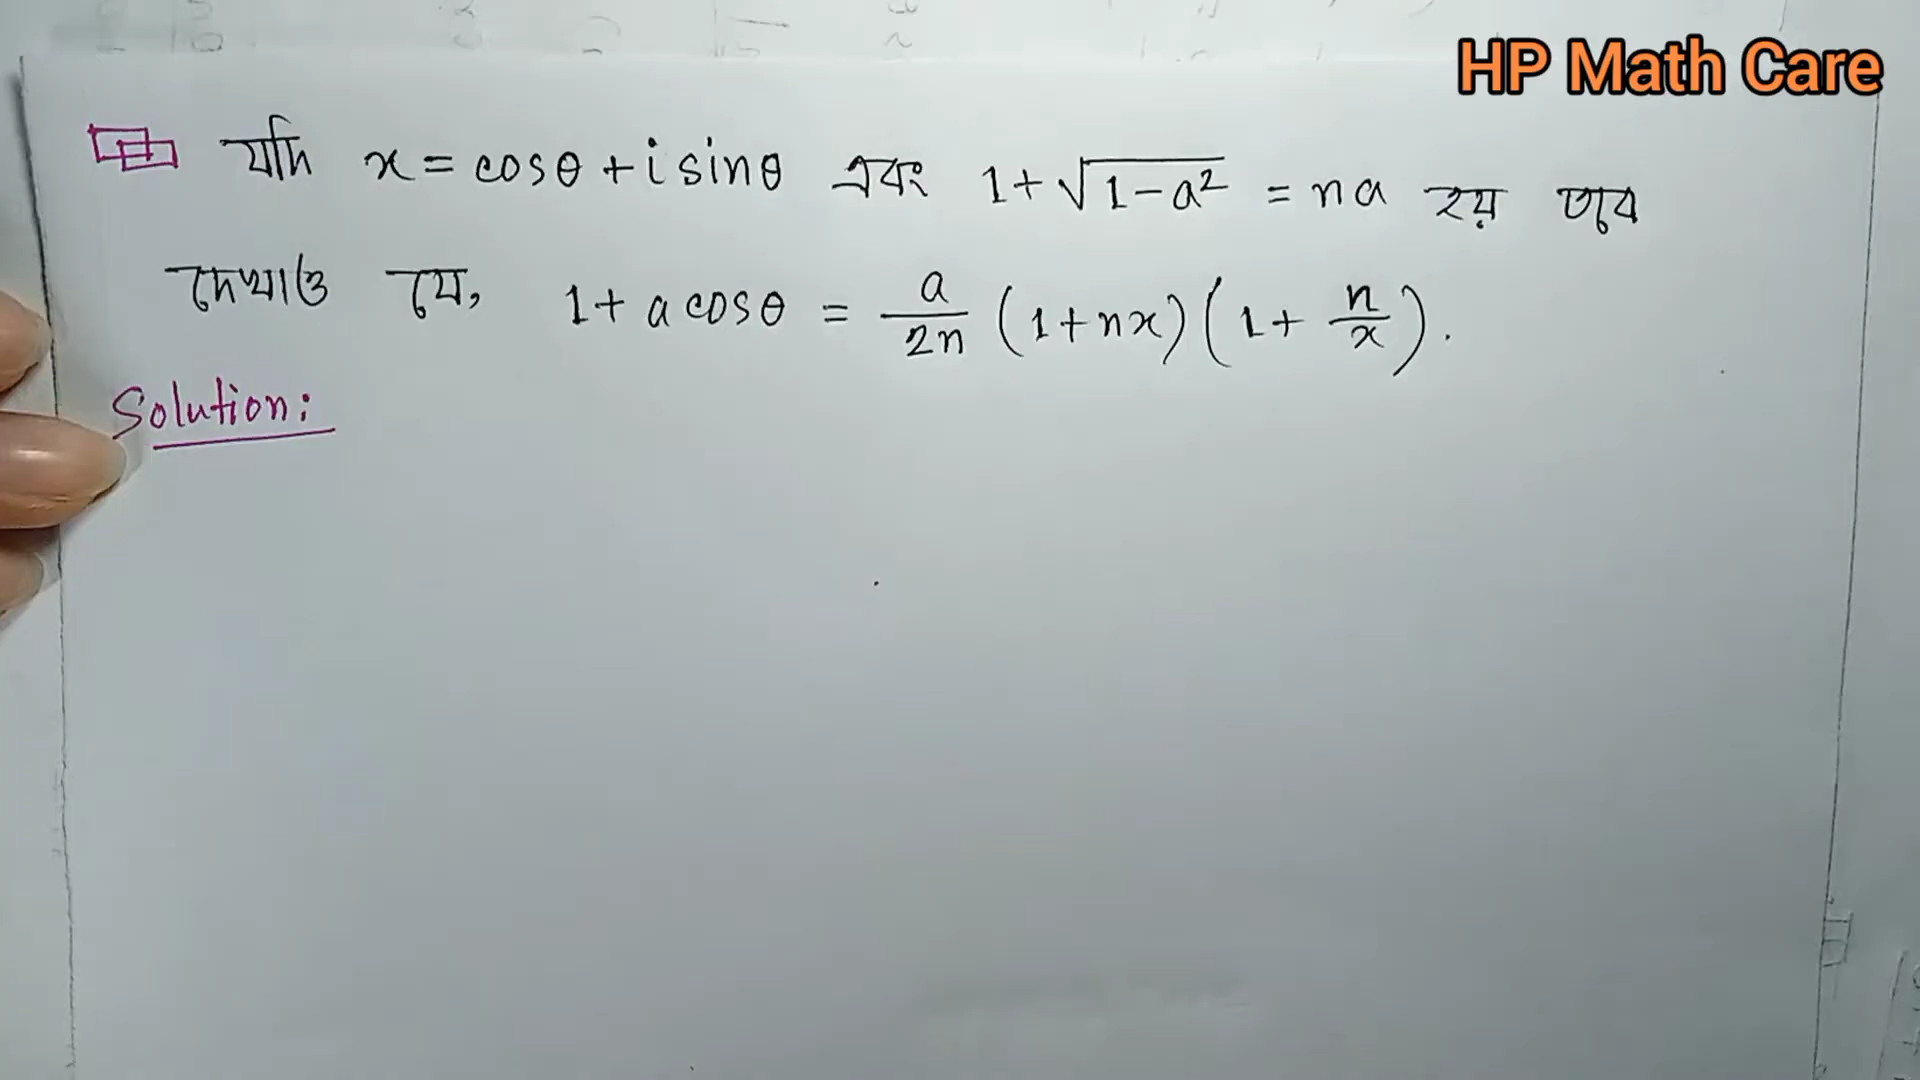 HP Math Care
যদি x = cosθ + i sinθ এবং 1 + √(1-a²) = na হয় তবে
দেখাও যে, 1 + a cosθ = a/2n (1+nx)(1 + n/x).
Solution: